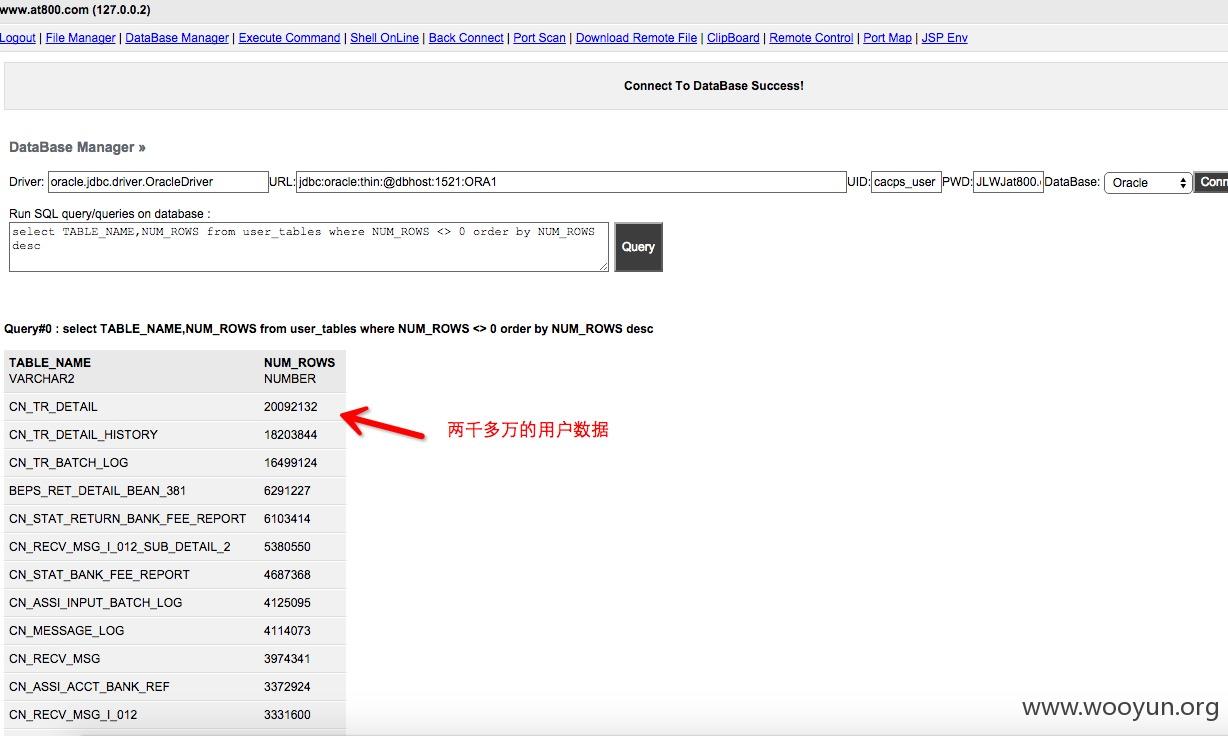 www.at800.com (127.0.0.2)
Logout | File Manager | DataBase Manager | Execute Command | Shell OnLine | Back Connect | Port Scan | Download Remote File | ClipBoard | Remote Control | Port Map | JSP Env
Connect To DataBase Success!
DataBase Manager »
Driver: oracle.jdbc.driver.OracleDriver URL: jdbc:oracle:thin:@dbhost:1521:ORA1 UID: cacps_user PWD: JLWJat800. DataBase: Oracle Conn
Run SQL query/queries on database :
select TABLE_NAME,NUM_ROWS from user_tables where NUM_ROWS <> 0 order by NUM_ROWS
desc
Query
Query#0 : select TABLE_NAME,NUM_ROWS from user_tables where NUM_ROWS <> 0 order by NUM_ROWS desc
TABLE_NAME NUM_ROWS
VARCHAR2 NUMBER
CN_TR_DETAIL 20092132
两千多万的用户数据
CN_TR_DETAIL_HISTORY 18203844
CN_TR_BATCH_LOG 16499124
BEPS_RET_DETAIL_BEAN_381 6291227
CN_STAT_RETURN_BANK_FEE_REPORT 6103414
CN_RECV_MSG_I_012_SUB_DETAIL_2 5380550
CN_STAT_BANK_FEE_REPORT 4687368
CN_ASSI_INPUT_BATCH_LOG 4125095
CN_MESSAGE_LOG 4114073
CN_RECV_MSG 3974341
CN_ASSI_ACCT_BANK_REF 3372924
CN_RECV_MSG_I_012 3331600
www.wooyun.org